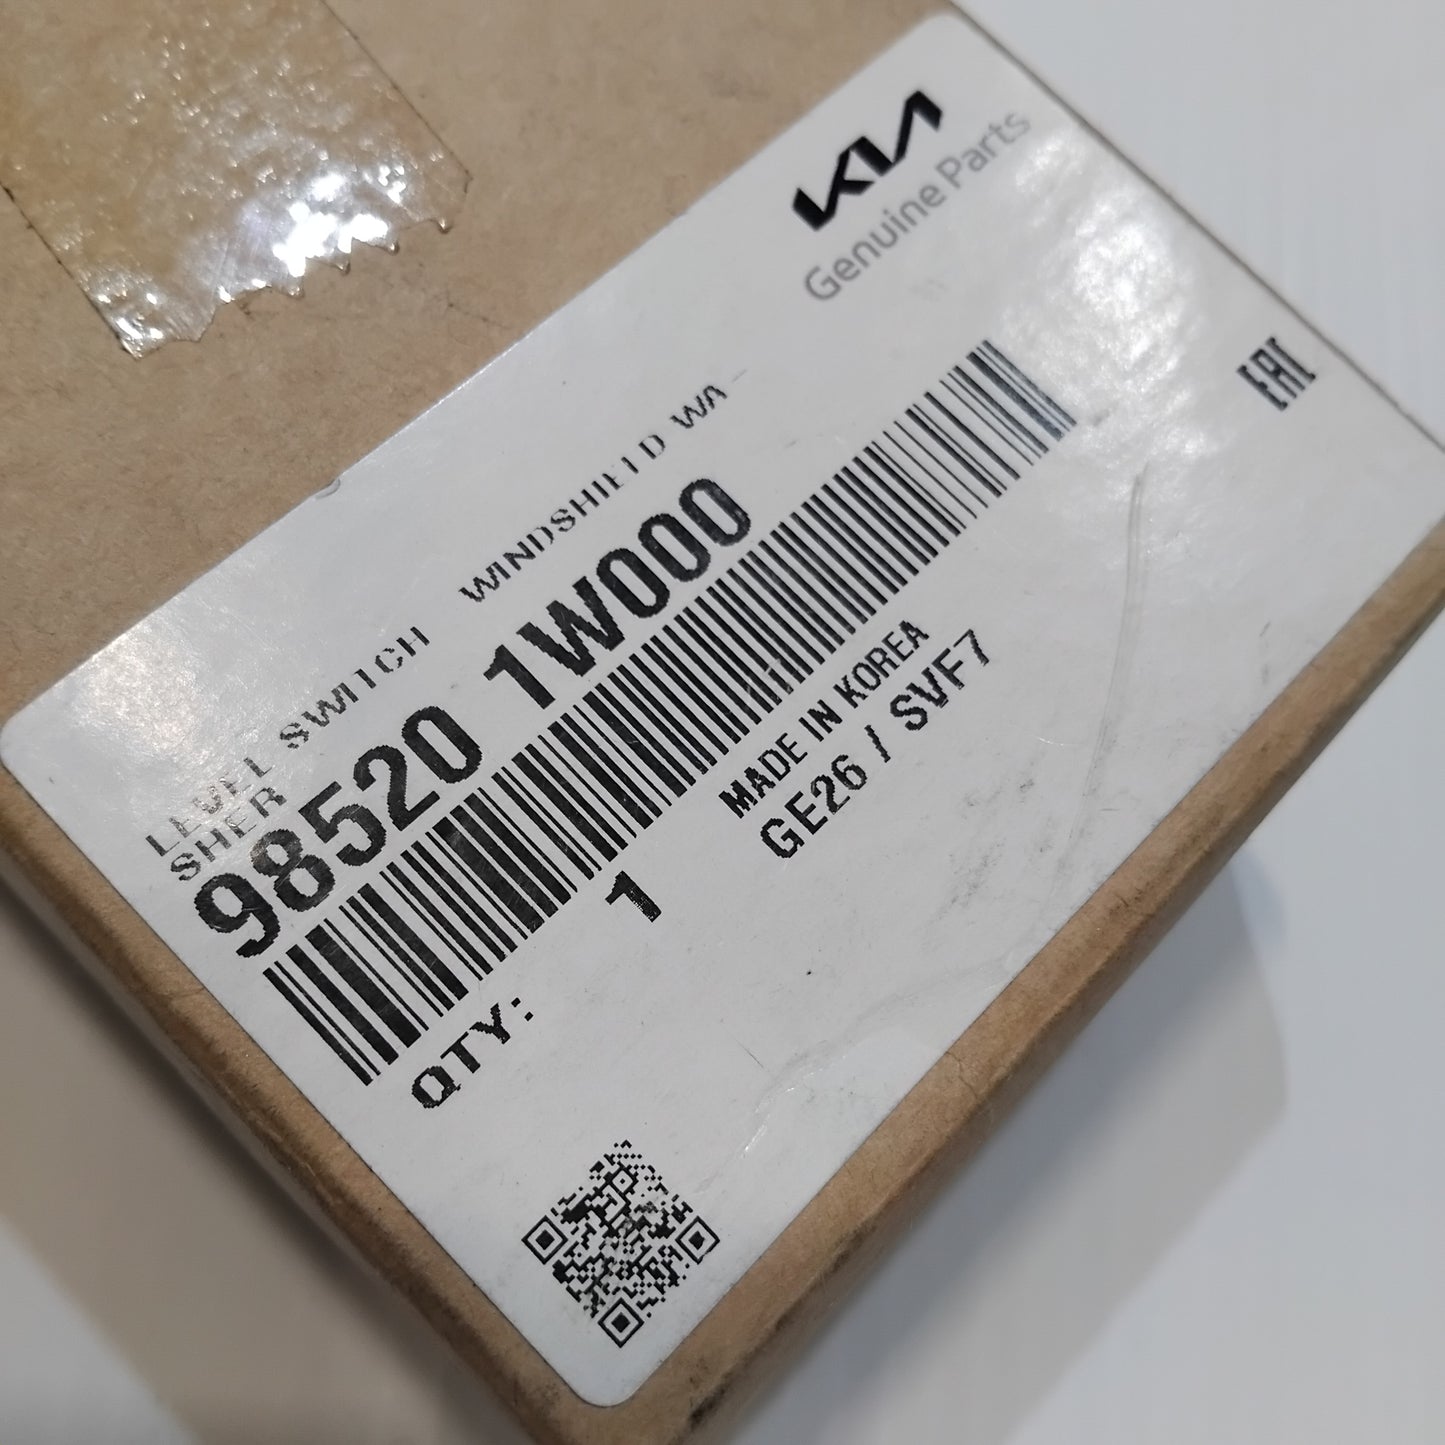 KIA
Genuine Parts
EAC
LEVEL SWITCH WINDSHIELD WA
SHER
98520 1W000
MADE IN KOREA
GE26 / SVF7
QTY: 1